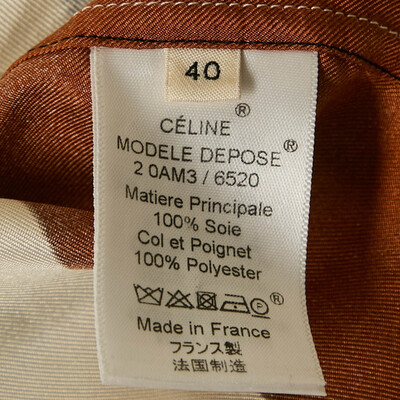 40
CÉLINE®
MODELE DEPOSE®
2 0AM3 / 6520
Matiere Principale
100% Soie
Col et Poignet
100% Polyester
®
Made in France
フランス製
法国制造